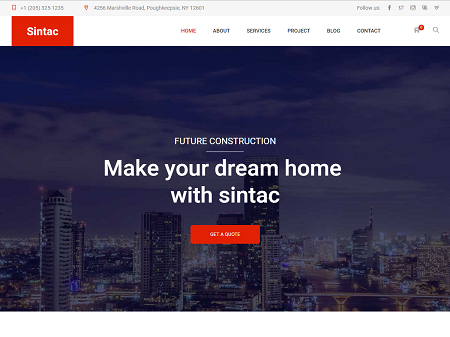 +1 (205) 325-1235
4256 Marshville Road, Poughkeepsie, NY 12601
Follow us:
Sintac
HOME ABOUT SERVICES PROJECT BLOG CONTACT
0
FUTURE CONSTRUCTION
Make your dream home
with sintac
GET A QUOTE